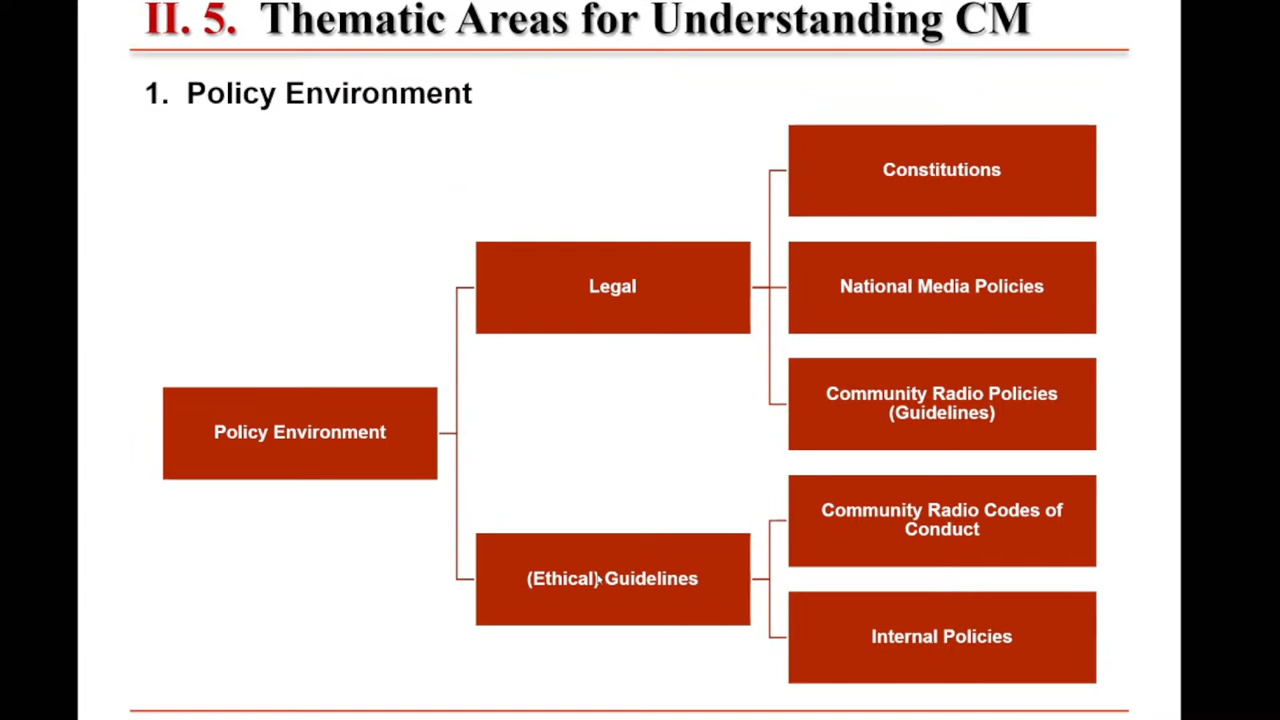 II. 5. Thematic Areas for Understanding CM
1. Policy Environment
Policy Environment
Legal
Constitutions
National Media Policies
Community Radio Policies
(Guidelines)
(Ethical) Guidelines
Community Radio Codes of
Conduct
Internal Policies